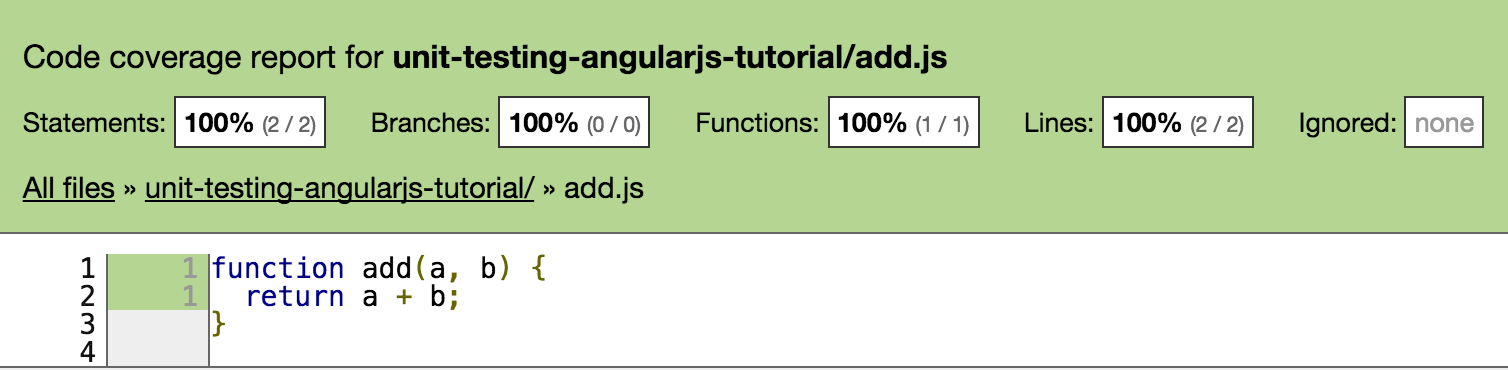 Code coverage report for unit-testing-angularjs-tutorial/add.js
Statements: 100% (2 / 2) Branches: 100% (0 / 0) Functions: 100% (1 / 1) Lines: 100% (2 / 2) Ignored: none
All files » unit-testing-angularjs-tutorial/ » add.js
1 1 function add(a, b) {
2 1   return a + b;
3 }
4